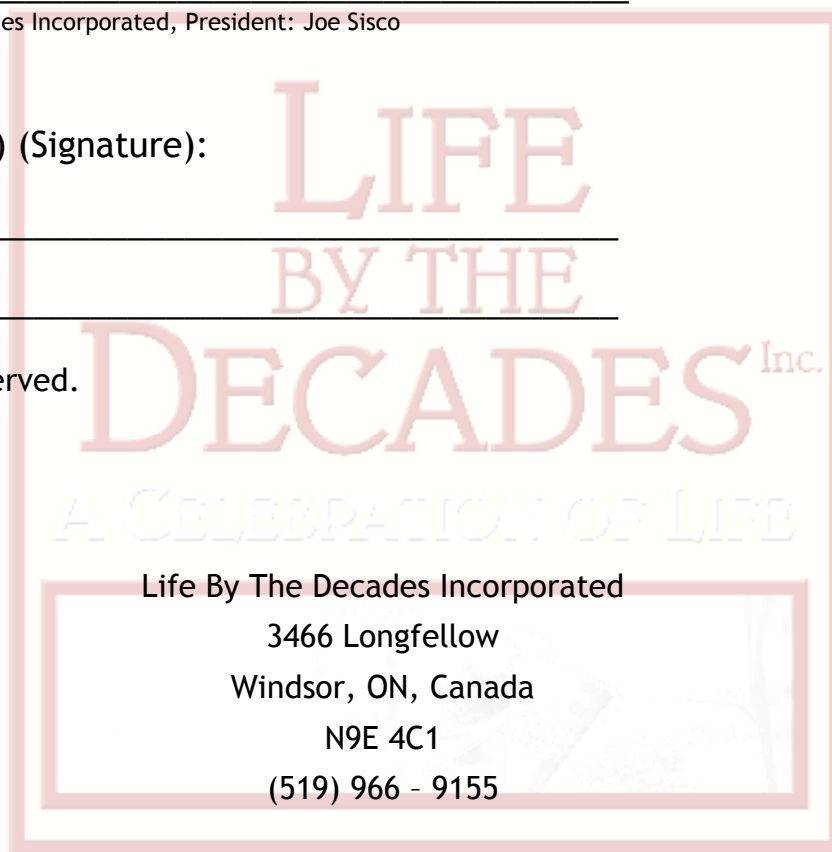 es Incorporated, President: Joe Sisco
) (Signature):
LIFE
BY THE
erved.
DECADES Inc.
A CELEBRATION OF LIFE
Life By The Decades Incorporated
3466 Longfellow
Windsor, ON, Canada
N9E 4C1
(519) 966 – 9155